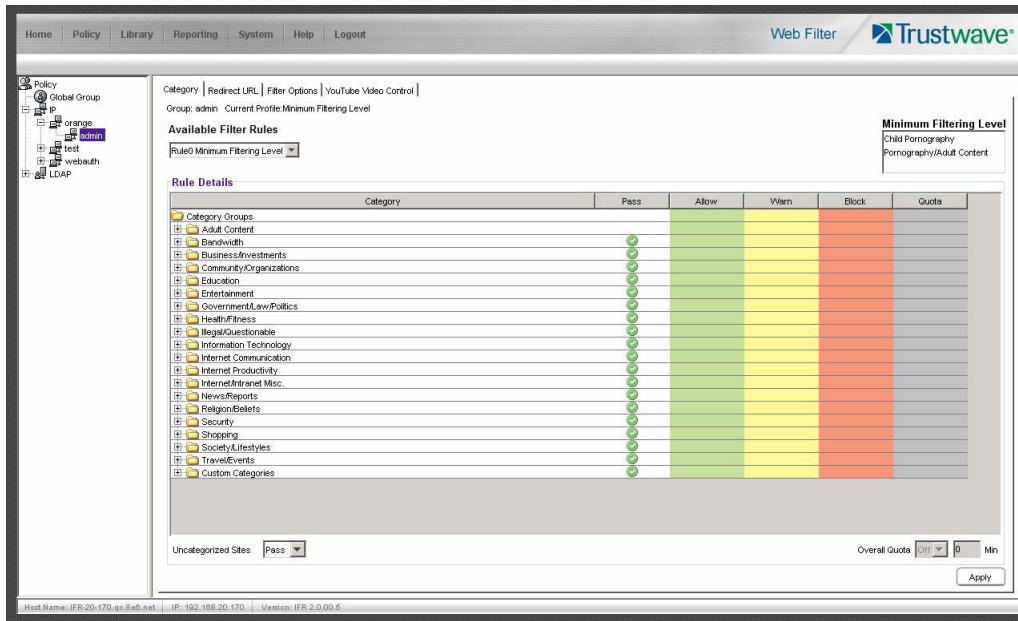 Home Policy Library Reporting System Help Logout
Web Filter Trustwave®
Policy
Global Group
IP
orange
admin
test
webauth
LDAP
Category Redirect URL Filter Options YouTube Video Control
Group: admin Current Profile:Minimum Filtering Level
Available Filter Rules
Rule0 Minimum Filtering Level
Minimum Filtering Level
Child Pornography
Pornography/Adult Content
Rule Details
Category Pass Allow Warn Block Quota
Category Groups
Adult Content
Bandwidth
Business/Investments
Community/Organizations
Education
Entertainment
Government/Law/Politics
Health/Fitness
Illegal/Questionable
Information Technology
Internet Communication
Internet Productivity
Internet/Intranet Misc.
News/Reports
Religion/Beliefs
Security
Shopping
Society/Lifestyles
Travel/Events
Custom Categories
Uncategorized Sites Pass
Overall Quota Off 0 Min
Apply
Host Name: IFR-20-170.qo.8e6.net IP: 192.168.20.170 Version: IFR 2.0.00.5